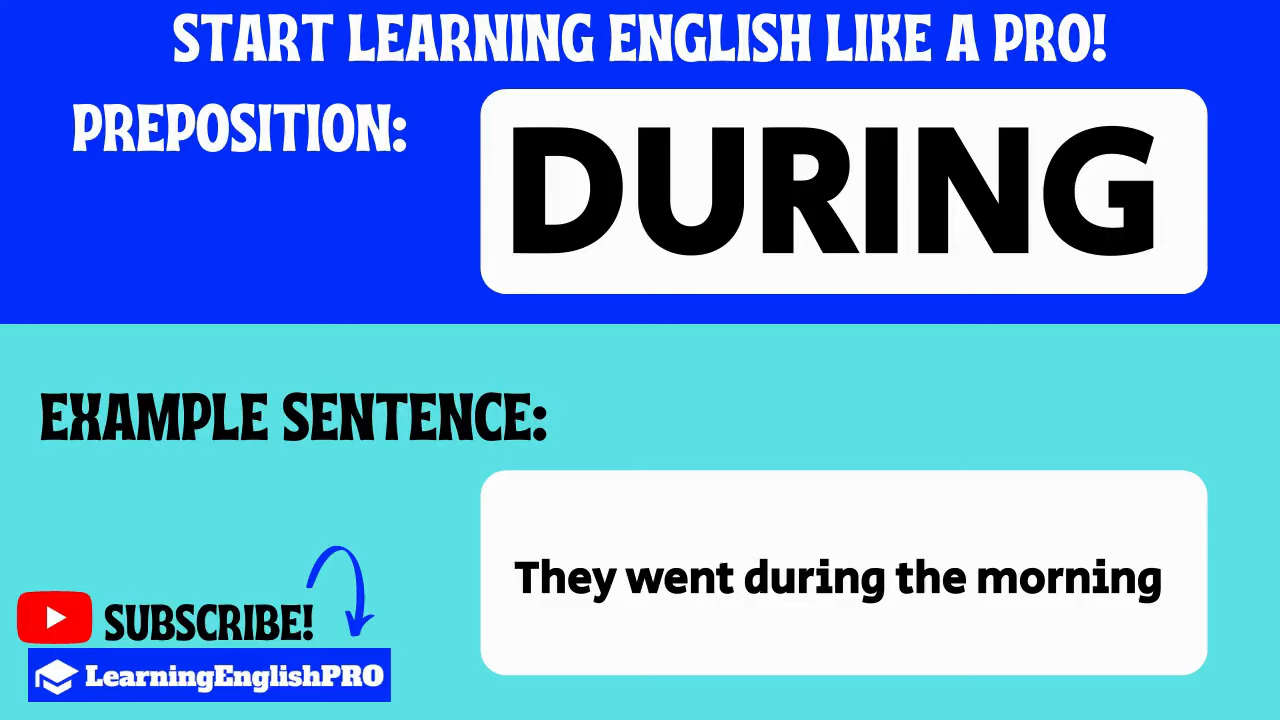 START LEARNING ENGLISH LIKE A PRO!
PREPOSITION:
DURING
EXAMPLE SENTENCE:
They went during the morning
SUBSCRIBE!
LearningEnglishPRO